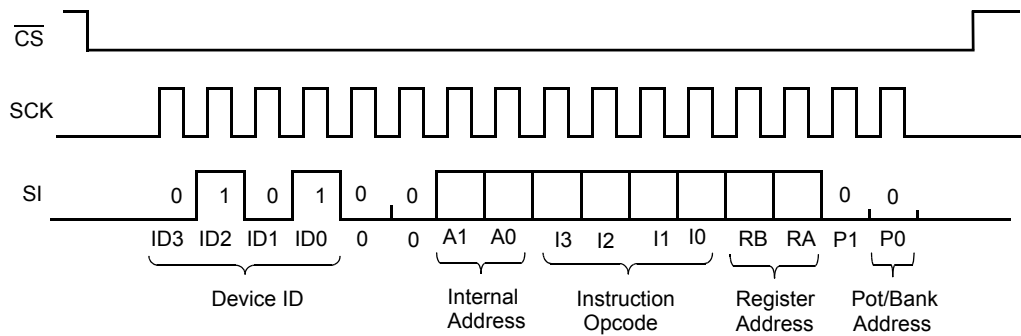 CS
SCK
SI
0 1 0 1 0 0 0 0
ID3 ID2 ID1 ID0 0 0 A1 A0 I3 I2 I1 I0 RB RA P1 P0
Device ID
Internal
Address
Instruction
Opcode
Register
Address
Pot/Bank
Address